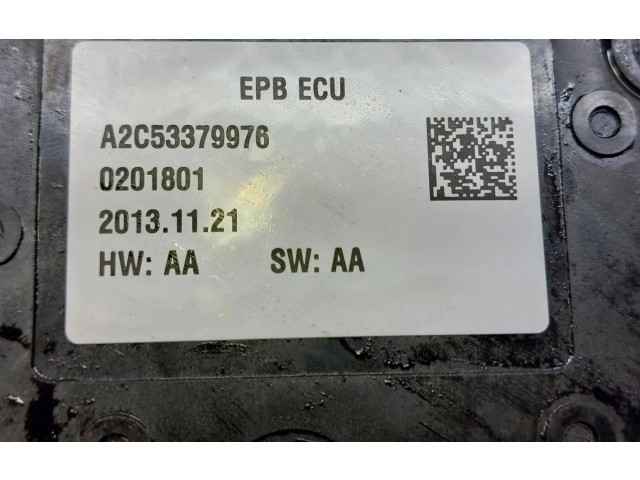 EPB ECU
A2C53379976
0201801
2013.11.21
HW: AA SW: AA